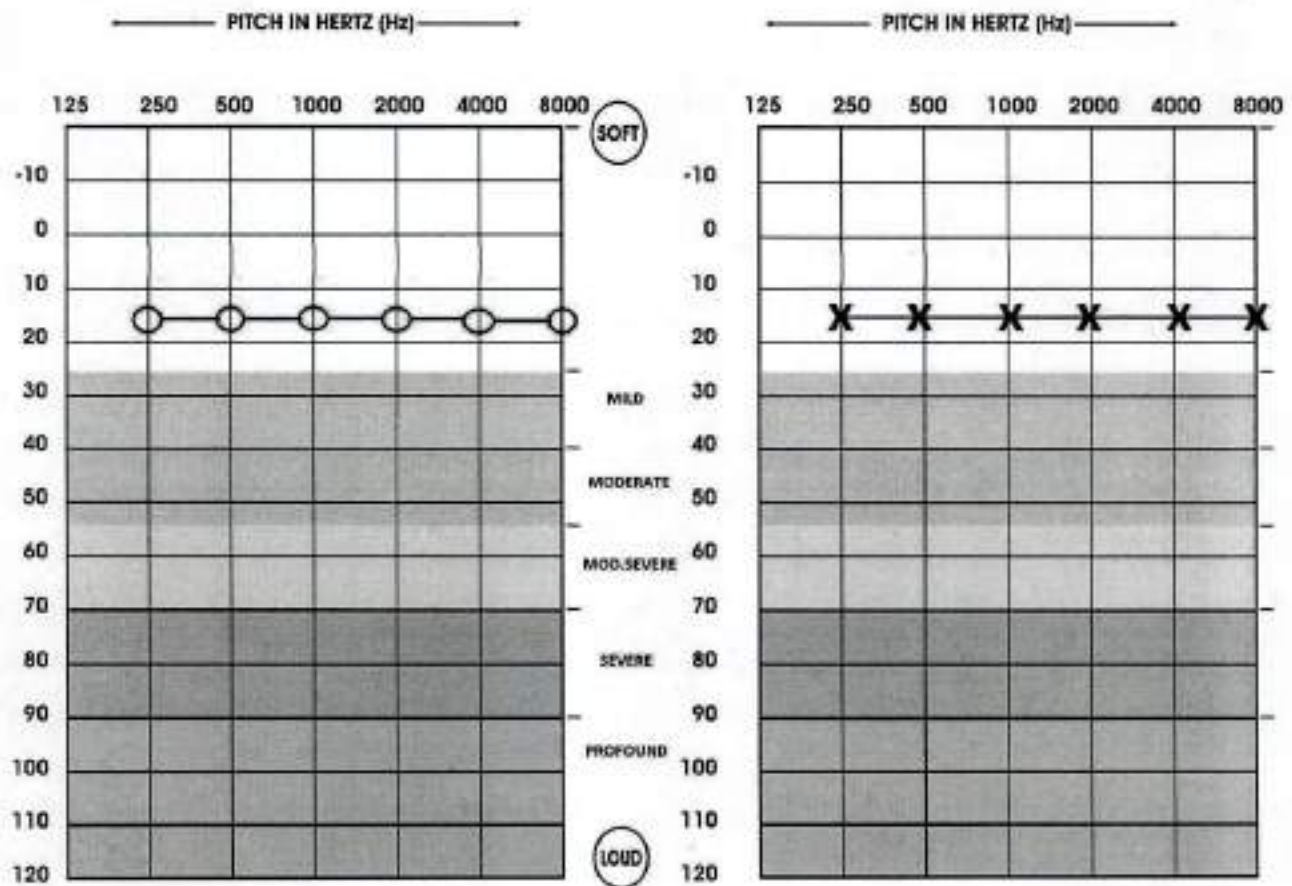 PITCH IN HERTZ (Hz) PITCH IN HERTZ (Hz)
125 250 500 1000 2000 4000 8000 125 250 500 1000 2000 4000 8000
SOFT
-10 -10
0 0
10 10
20 20
30 MILD 30
40 40
50 MODERATE 50
60 MOD.SEVERE 60
70 70
80 SEVERE 80
90 90
100 PROFOUND 100
110 110
120 LOUD 120